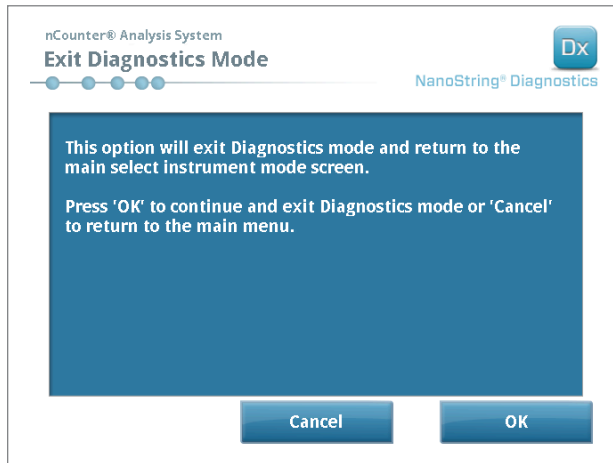 nCounter® Analysis System
Exit Diagnostics Mode
Dx
NanoString® Diagnostics
This option will exit Diagnostics mode and return to the
main select instrument mode screen.
Press 'OK' to continue and exit Diagnostics mode or 'Cancel'
to return to the main menu.
Cancel
OK